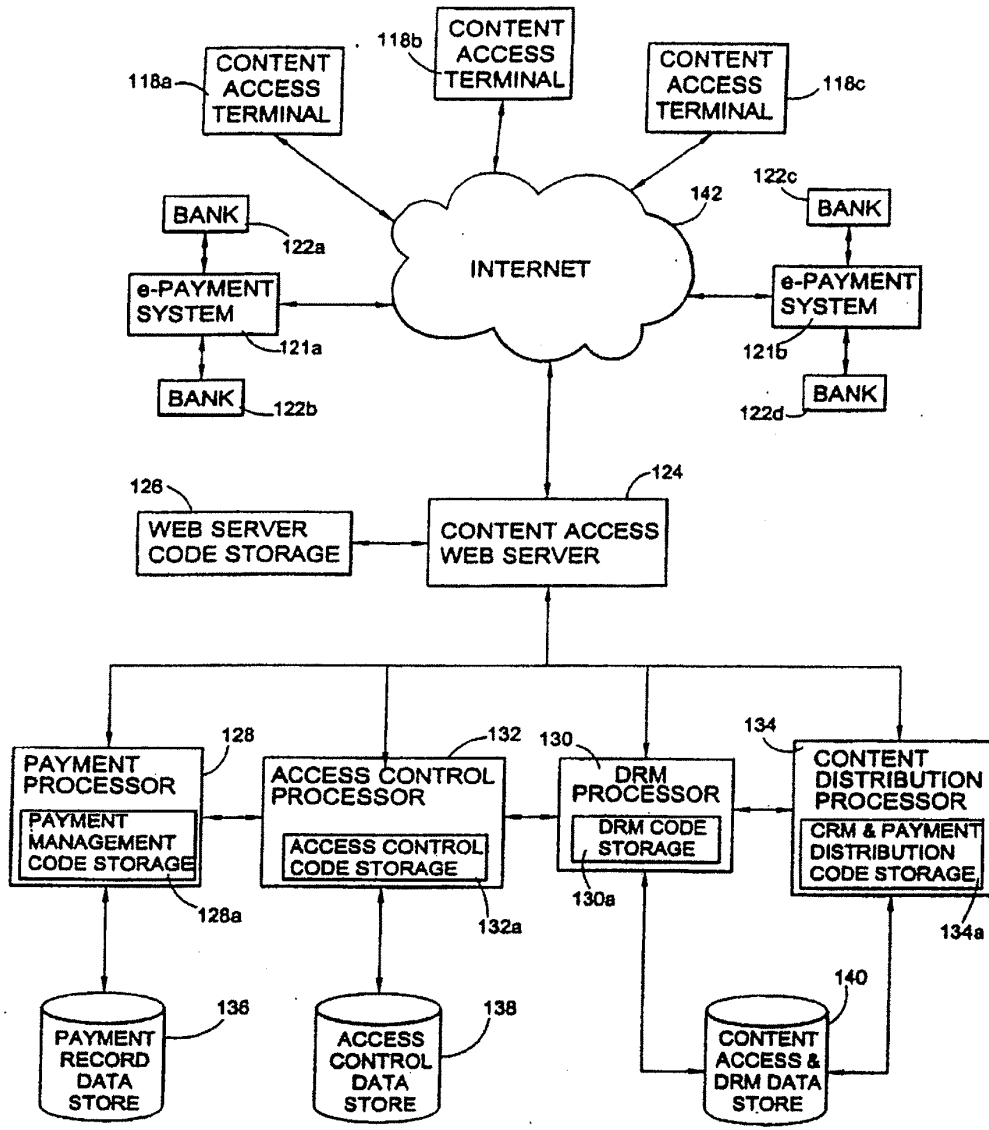 118a
CONTENT
ACCESS
TERMINAL
118b
CONTENT
ACCESS
TERMINAL
CONTENT
ACCESS
TERMINAL
118c
BANK
122a
e-PAYMENT
SYSTEM
121a
BANK
122b
INTERNET
142
122c
BANK
e-PAYMENT
SYSTEM
121b
BANK
122d
126
WEB SERVER
CODE STORAGE
124
CONTENT ACCESS
WEB SERVER
128
PAYMENT
PROCESSOR
PAYMENT
MANAGEMENT
CODE STORAGE
128a
132
ACCESS CONTROL
PROCESSOR
ACCESS CONTROL
CODE STORAGE
132a
130
DRM
PROCESSOR
DRM CODE
STORAGE
130a
134
CONTENT
DISTRIBUTION
PROCESSOR
CRM & PAYMENT
DISTRIBUTION
CODE STORAGE
134a
136
PAYMENT
RECORD
DATA
STORE
138
ACCESS
CONTROL
DATA
STORE
140
CONTENT
ACCESS &
DRM DATA
STORE